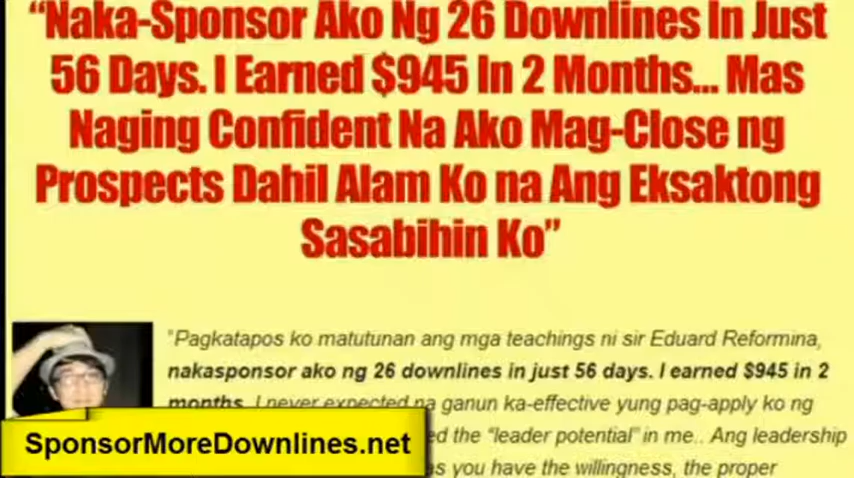 “Naka-Sponsor Ako Ng 26 Downlines In Just
56 Days. I Earned $945 In 2 Months... Mas
Naging Confident Na Ako Mag-Close ng
Prospects Dahil Alam Ko na Ang Eksaktong
Sasabihin Ko”
"Pagkatapos ko matutunan ang mga teachings ni sir Eduard Reformina,
nakasponsor ako ng 26 downlines in just 56 days. I earned $945 in 2
months. I never expected na ganun ka-effective yung pag-apply ko ng
the "leader potential" in me.. Ang leadership
as you have the willingness, the proper
SponsorMoreDownlines.net